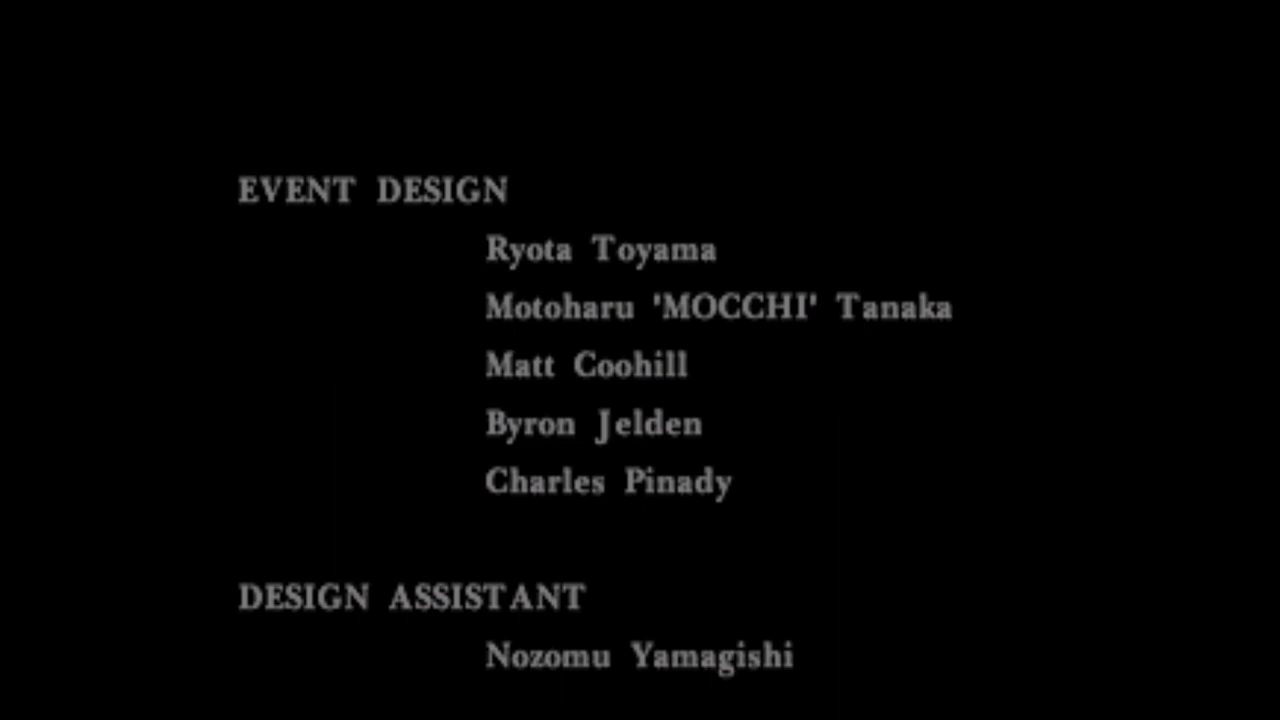 EVENT DESIGN
Ryota Toyama
Motoharu 'MOCCHI' Tanaka
Matt Coohill
Byron Jelden
Charles Pinady
DESIGN ASSISTANT
Nozomu Yamagishi